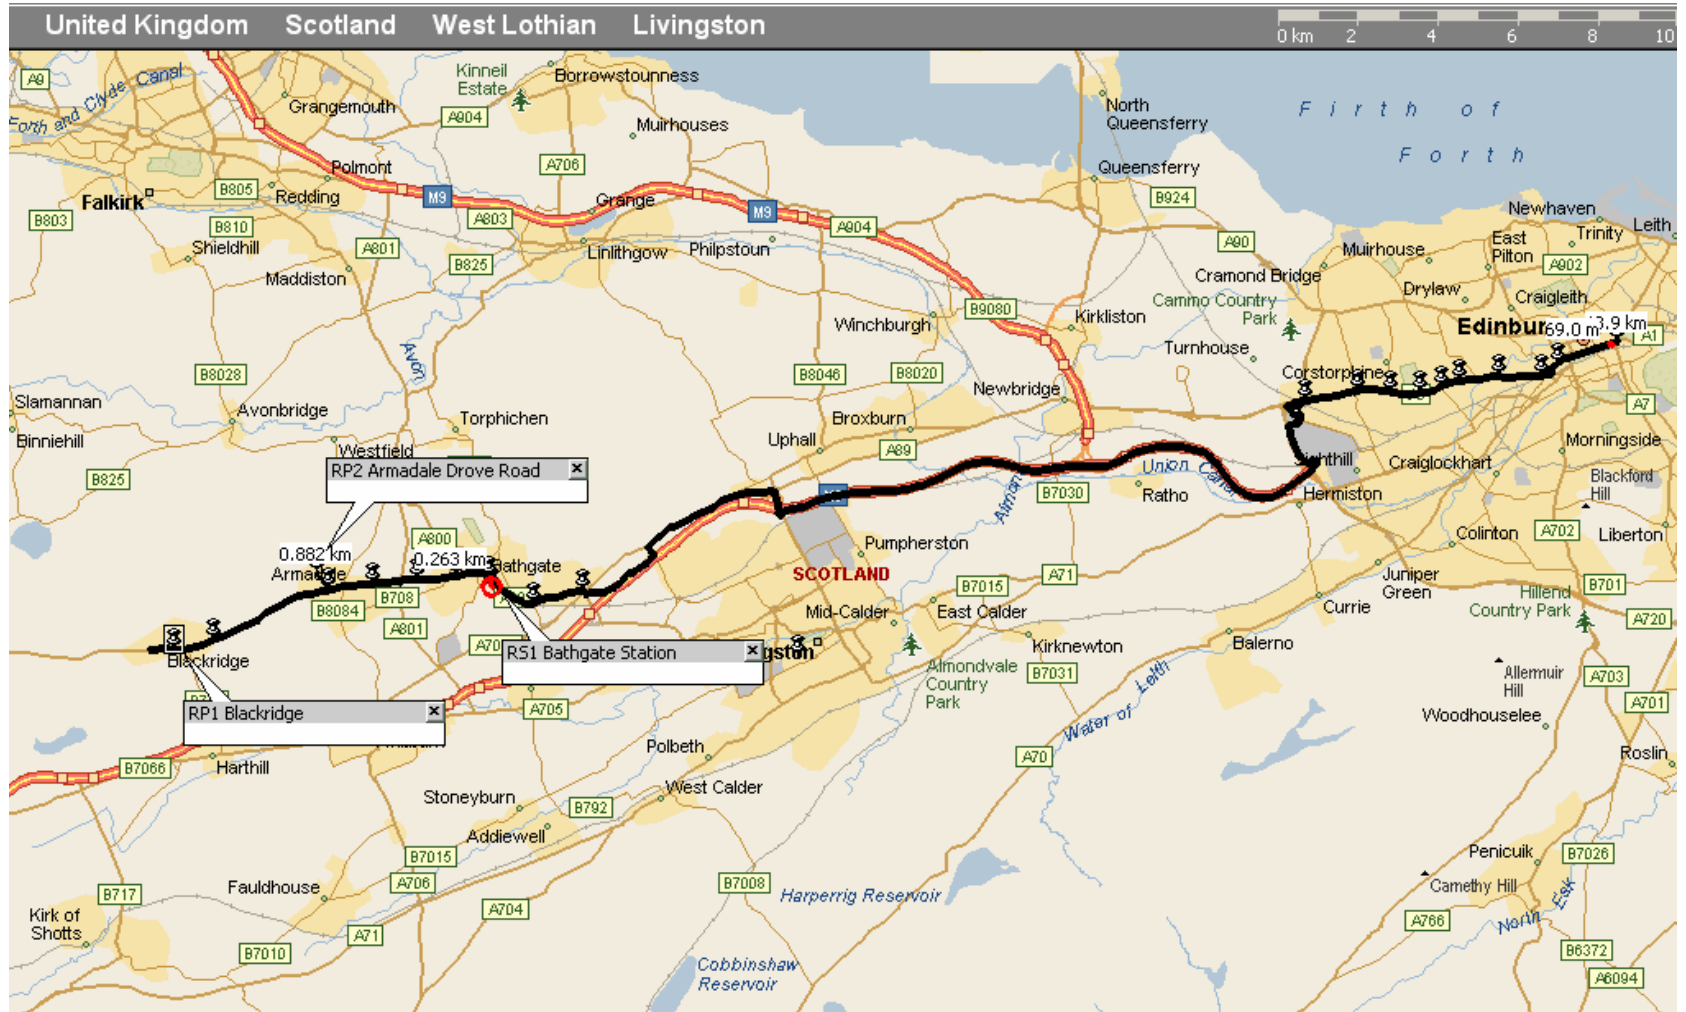 United Kingdom Scotland West Lothian Livingston
0 km 2 4 6 8 10
A9
Forth and Clyde Canal
Grangemouth
Kinneil
Estate
Borrowstounness
A904
Muirhouses
North
Queensferry
Firth of
Forth
Polmont
A706
Queensferry
B805
Redding
M9
Falkirk
B803
B810
A803
Grange
M9
B924
Newhaven
Leith
Shieldhill
A801
A904
A90
Muirhouse
East
Pilton
Trinity
Maddiston
B825
Linlithgow
Philpstoun
Cramond Bridge
A902
Drylaw
Craigleith
Cammo Country
Park
B9080
Winchburgh
Kirkliston
69.0 m
3.9 km
A1
Turnhouse
Avon
B8028
B8046
B8020
Newbridge
Corstorphine
Slamannan
Avonbridge
Torphichen
Broxburn
A7
Binniehill
Westfield
Uphall
A89
Morningside
RP2 Armadale Drove Road
B825
Union Canal
Craiglockhart
Blackford
Hill
Almond
B7030
Ratho
Hermiston
A702
Liberton
Colinton
A800
0.882 km
0.263 km
Bathgate
Pumpherston
SCOTLAND
A71
B7015
Juniper
Green
B701
Hillend
Country Park
B8084
B708
A801
Mid-Calder
East Calder
Currie
A720
Blackridge
RS1 Bathgate Station
Kirknewton
Balerno
Almondvale
Country
Park
B7031
Water of Leith
Allermuir
Hill
A703
A701
RP1 Blackridge
A705
Woodhouselee
B7066
Harthill
Polbeth
A70
Roslin
West Calder
Stoneyburn
B792
Addiewell
B7015
Penicuik
B7026
Fauldhouse
A706
B7008
Harperrig Reservoir
Carnethy Hill
North Esk
B717
A704
Kirk of
Shotts
A71
A766
B7010
B6372
Cobbinshaw
Reservoir
A6094